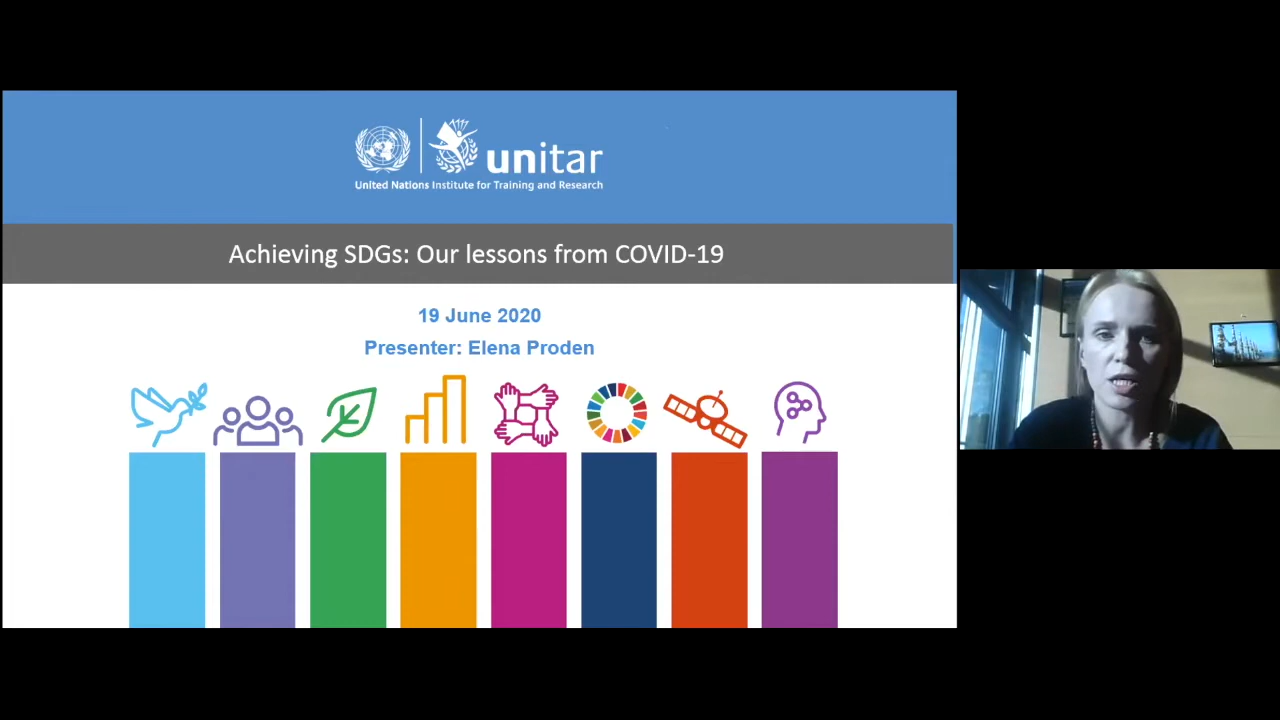 unitar
United Nations Institute for Training and Research
Achieving SDGs: Our lessons from COVID-19
19 June 2020
Presenter: Elena Proden